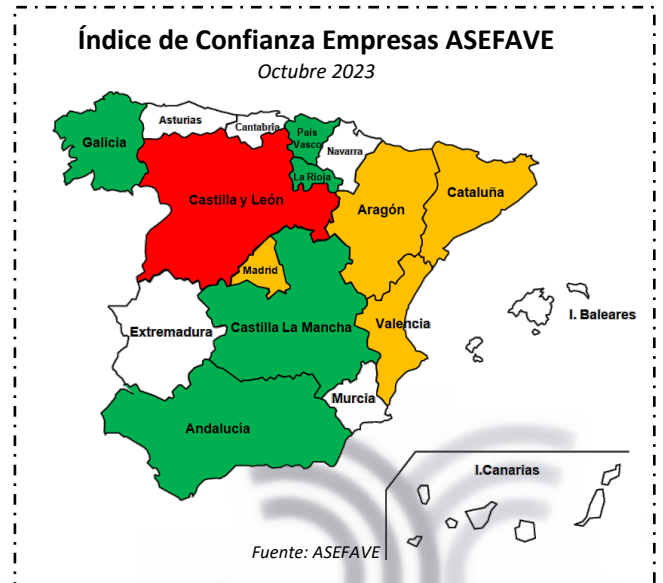 Índice de Confianza Empresas ASEFAVE
Octubre 2023
Asturias
Cantabria
País
Vasco
Galicia
Navarra
La Rioja
Castilla y León
Cataluña
Aragón
Madrid
I. Baleares
Extremadura
Castilla La Mancha
Valencia
Murcia
Andalucía
I.Canarias
Fuente: ASEFAVE